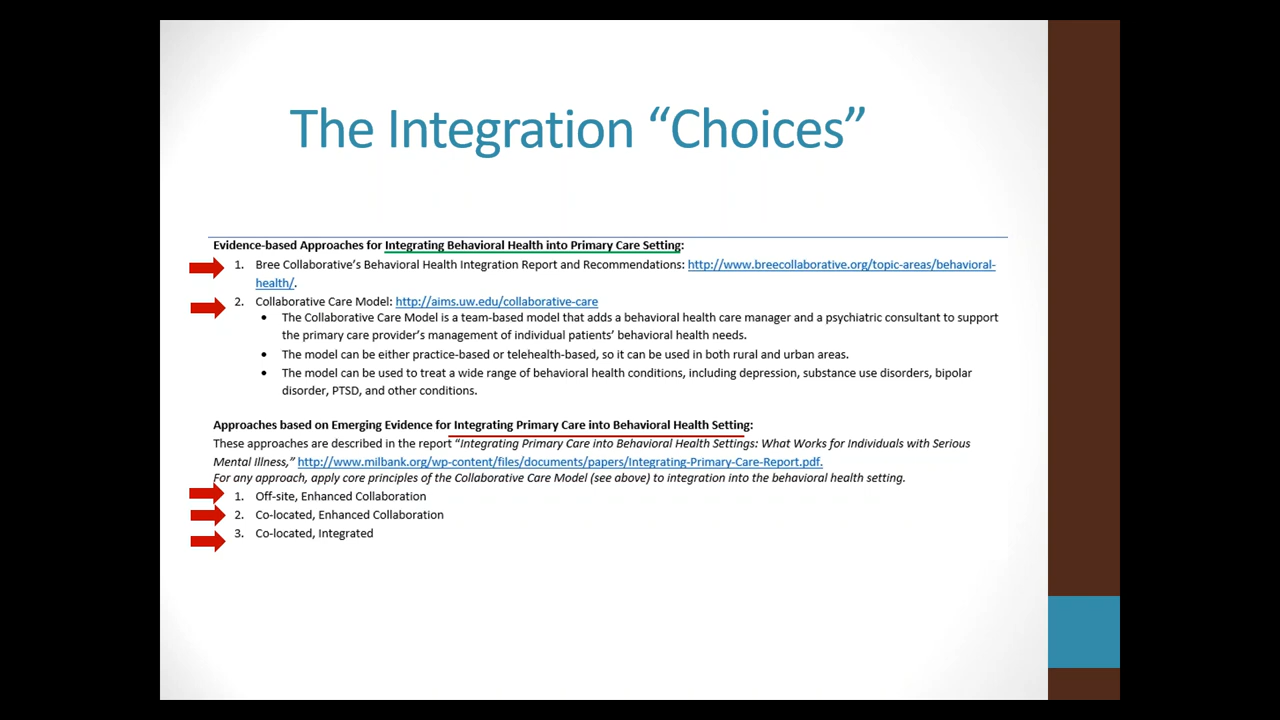 The Integration “Choices”
Evidence-based Approaches for Integrating Behavioral Health into Primary Care Setting:
1. Bree Collaborative’s Behavioral Health Integration Report and Recommendations: http://www.breecollaborative.org/topic-areas/behavioral-
health/.
2. Collaborative Care Model: http://aims.uw.edu/collaborative-care
• The Collaborative Care Model is a team-based model that adds a behavioral health care manager and a psychiatric consultant to support
the primary care provider’s management of individual patients’ behavioral health needs.
• The model can be either practice-based or telehealth-based, so it can be used in both rural and urban areas.
• The model can be used to treat a wide range of behavioral health conditions, including depression, substance use disorders, bipolar
disorder, PTSD, and other conditions.
Approaches based on Emerging Evidence for Integrating Primary Care into Behavioral Health Setting:
These approaches are described in the report “Integrating Primary Care into Behavioral Health Settings: What Works for Individuals with Serious
Mental Illness,” http://www.milbank.org/wp-content/files/documents/papers/Integrating-Primary-Care-Report.pdf.
For any approach, apply core principles of the Collaborative Care Model (see above) to integration into the behavioral health setting.
1. Off-site, Enhanced Collaboration
2. Co-located, Enhanced Collaboration
3. Co-located, Integrated